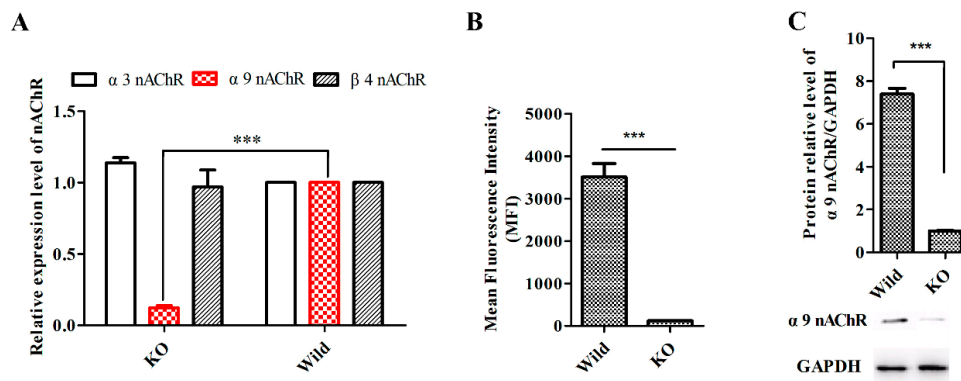 A
α 3 nAChR
α 9 nAChR
β 4 nAChR
Relative expression level of nAChR
1.5
1.0
0.5
0.0
***
KO
Wild
B
Mean Fluorescence Intensity
(MFI)
5000
4000
3000
2000
1000
0
***
Wild
KO
C
Protein relative level of
α 9 nAChR/GAPDH
10
8
6
4
2
0
***
Wild
KO
α 9 nAChR
GAPDH